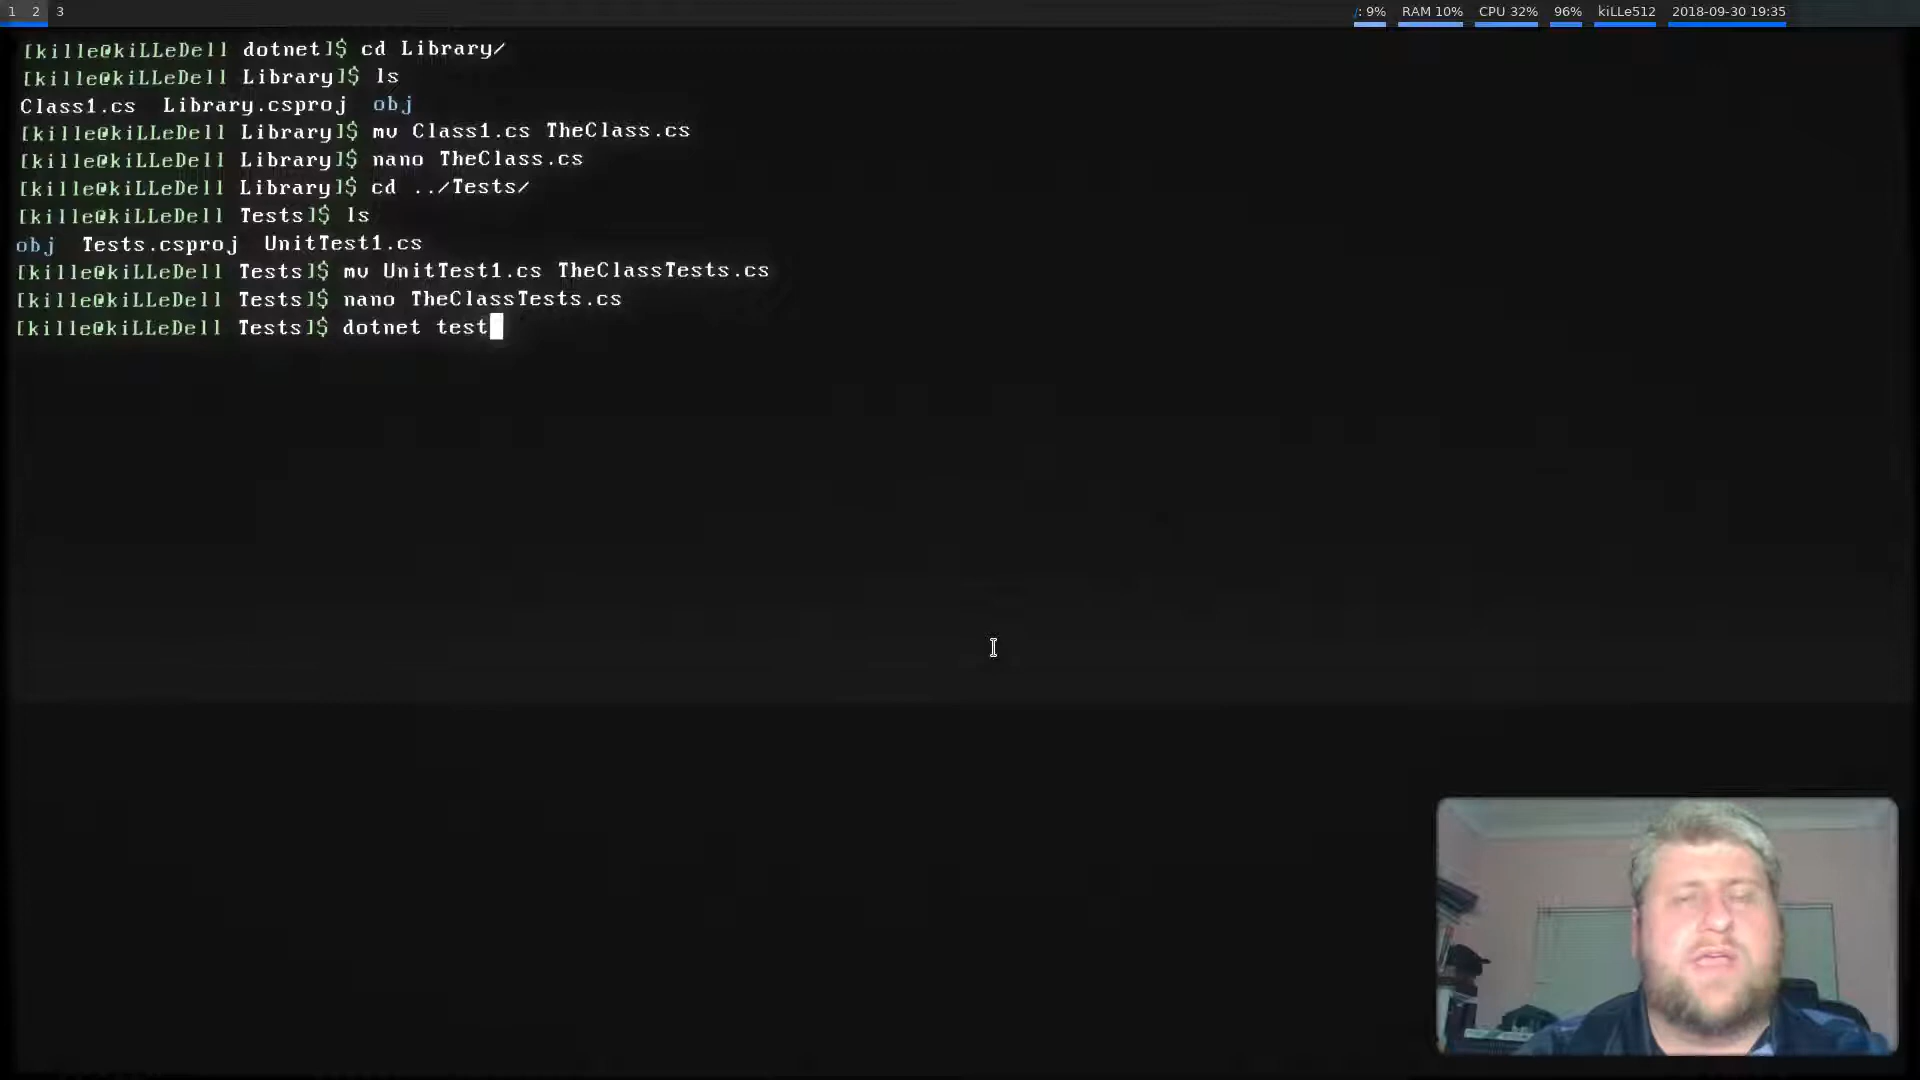 1 2 3 /: 9% RAM 10% CPU 32% 96% kiLLe512 2018-09-30 19:35
[kille@kiLLeDell dotnet]$ cd Library/
[kille@kiLLeDell Library]$ ls
Class1.cs Library.csproj obj
[kille@kiLLeDell Library]$ mv Class1.cs TheClass.cs
[kille@kiLLeDell Library]$ nano TheClass.cs
[kille@kiLLeDell Library]$ cd ../Tests/
[kille@kiLLeDell Tests]$ ls
obj Tests.csproj UnitTest1.cs
[kille@kiLLeDell Tests]$ mv UnitTest1.cs TheClassTests.cs
[kille@kiLLeDell Tests]$ nano TheClassTests.cs
[kille@kiLLeDell Tests]$ dotnet test